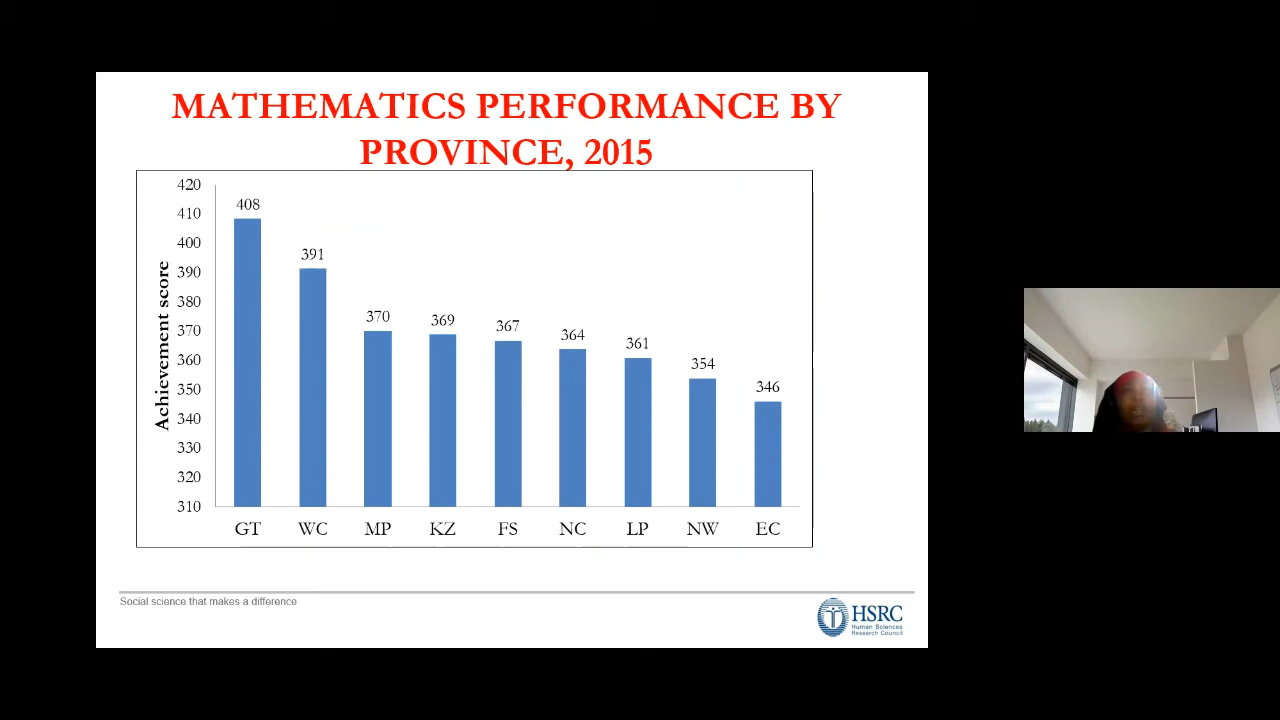 MATHEMATICS PERFORMANCE BY
PROVINCE, 2015
Achievement score
420
410
400
390
380
370
360
350
340
330
320
310
408
391
370
369
367
364
361
354
346
GT WC MP KZ FS NC LP NW EC
Social science that makes a difference
HSRC
Human Sciences
Research Council